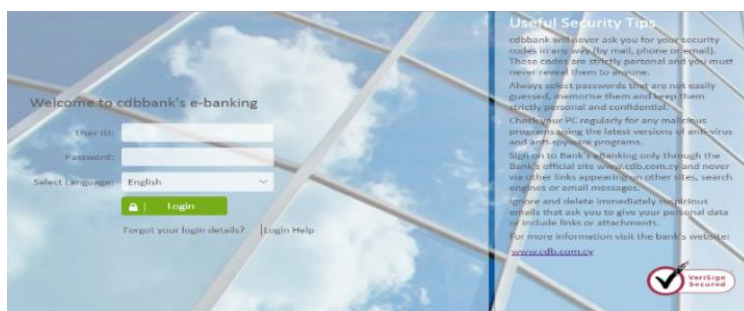 Welcome to cdbbank's e-banking
User ID:
Password:
Select Language: English
Login
Forgot your login details? |Login Help
Useful Security Tips
cdbbank will never ask you for your security
codes in any way (by mail, phone or email).
These codes are strictly personal and you must
never reveal them to anyone.
Always select passwords that are not easily
guessed, memorise them and keep them
strictly personal and confidential.
Check your PC regularly for any malicious
programs using the latest versions of antivirus
and anti-spyware programs.
Sign on to Bank's eBanking only through the
Bank's official site www.cdb.com.cy and never
via other links appearing on other sites, search
engines or email messages.
Ignore and delete immediately suspicious
emails that ask you to give your personal data
or include links or attachments.
For more information visit the bank's website:
www.cdb.com.cy
VeriSign
Secured